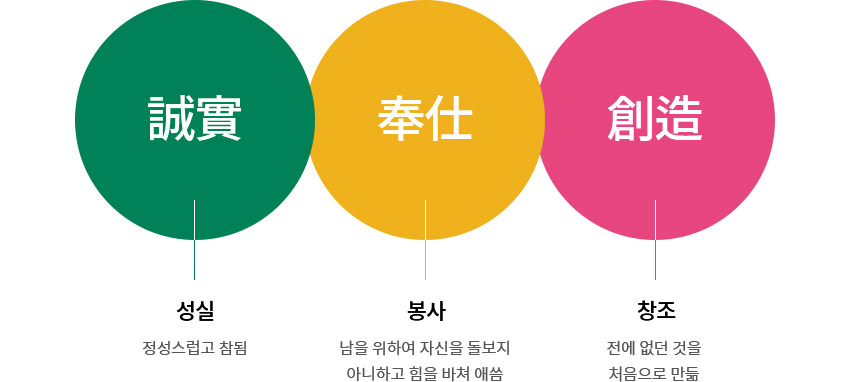 誠實
奉仕
創造
성실
정성스럽고 참됨
봉사
남을 위하여 자신을 돌보지
아니하고 힘을 바쳐 애씀
창조
전에 없던 것을
처음으로 만듦